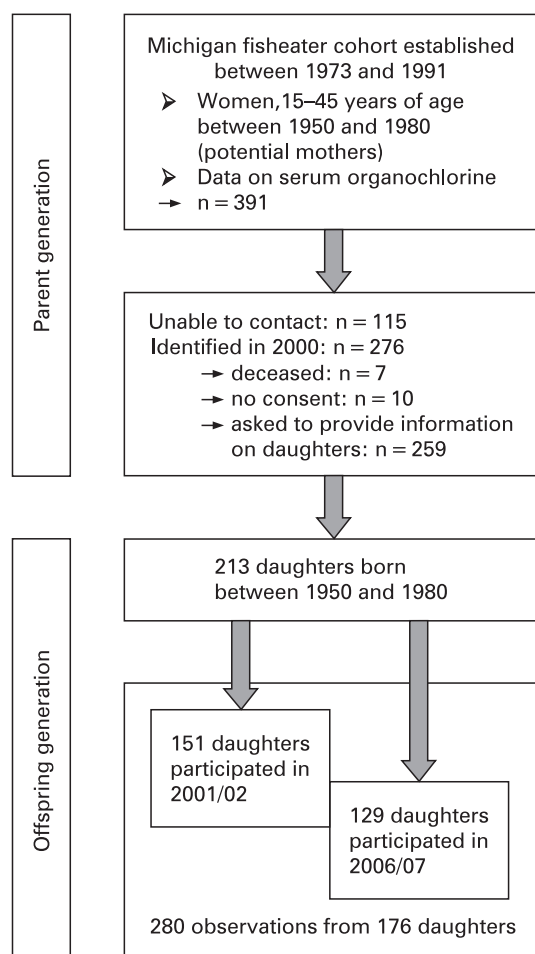 Parent generation
Michigan fisheater cohort established
between 1973 and 1991
➢ Women,15–45 years of age
between 1950 and 1980
(potential mothers)
➢ Data on serum organochlorine
→ n = 391
Unable to contact: n = 115
Identified in 2000: n = 276
→ deceased: n = 7
→ no consent: n = 10
→ asked to provide information
on daughters: n = 259
Offspring generation
213 daughters born
between 1950 and 1980
151 daughters
participated in
2001/02
129 daughters
participated in
2006/07
280 observations from 176 daughters